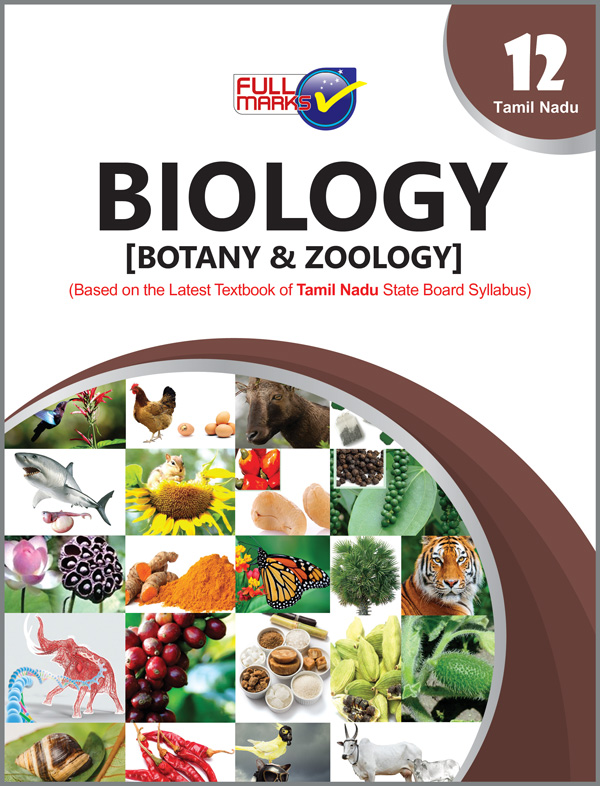 12
Tamil Nadu
FULL
MARKS
BIOLOGY
[BOTANY & ZOOLOGY]
(Based on the Latest Textbook of Tamil Nadu State Board Syllabus)